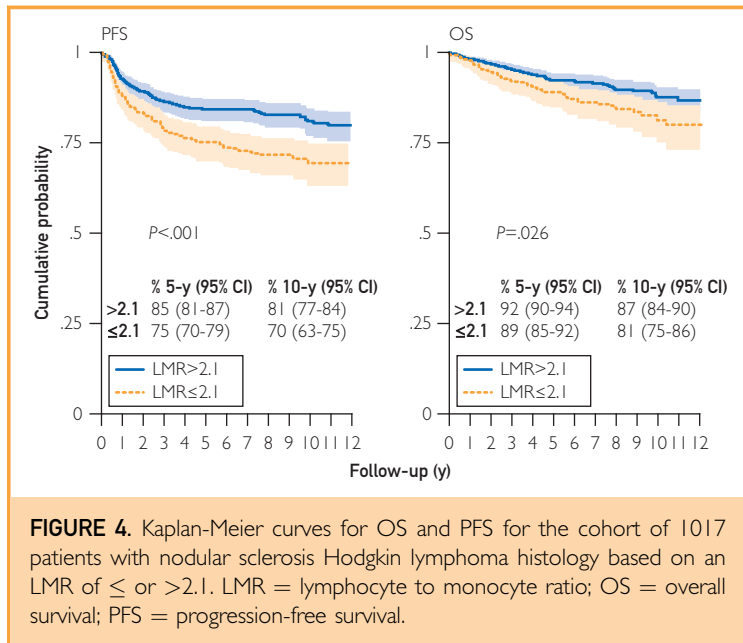 PFS
Cumulative probability
1
.75
.5
.25
0
P<.001
% 5-y (95% CI) % 10-y (95% CI)
>2.1 85 (81-87) 81 (77-84)
≤2.1 75 (70-79) 70 (63-75)
LMR>2.1
LMR≤2.1
0 1 2 3 4 5 6 7 8 9 10 11 12
OS
1
.75
.5
.25
0
P=.026
% 5-y (95% CI) % 10-y (95% CI)
>2.1 92 (90-94) 87 (84-90)
≤2.1 89 (85-92) 81 (75-86)
LMR>2.1
LMR≤2.1
0 1 2 3 4 5 6 7 8 9 10 11 12
Follow-up (y)
FIGURE 4. Kaplan-Meier curves for OS and PFS for the cohort of 1017
patients with nodular sclerosis Hodgkin lymphoma histology based on an
LMR of ≤ or >2.1. LMR = lymphocyte to monocyte ratio; OS = overall
survival; PFS = progression-free survival.